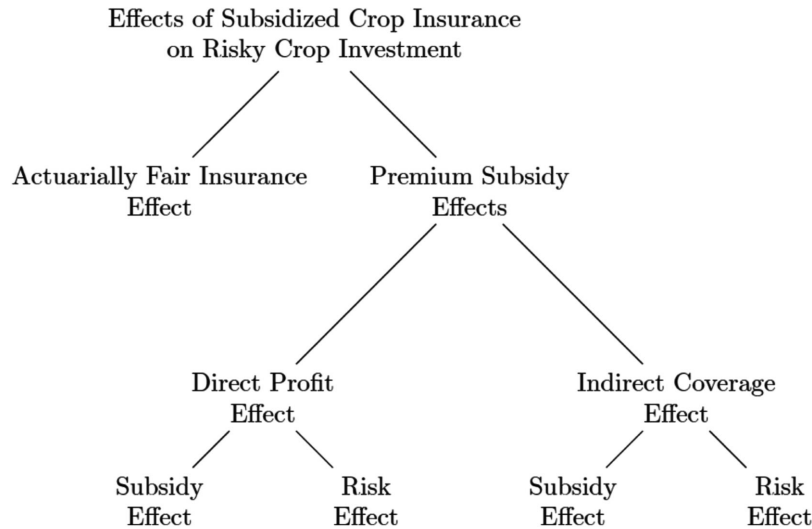 Effects of Subsidized Crop Insurance
on Risky Crop Investment
Actuarially Fair Insurance
Effect
Premium Subsidy
Effects
Direct Profit
Effect
Indirect Coverage
Effect
Subsidy
Effect
Risk
Effect
Subsidy
Effect
Risk
Effect